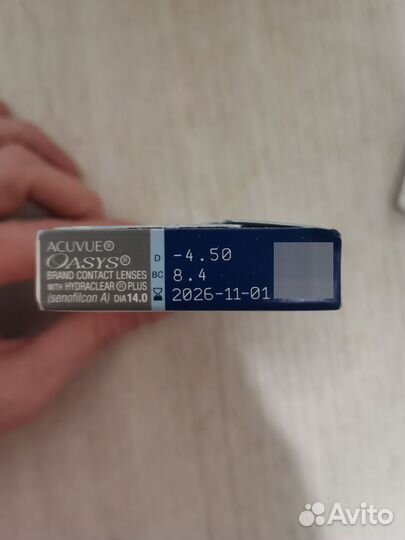 ACUVUE®
OASYS®
BRAND CONTACT LENSES
WITH HYDRACLEAR® PLUS
(senofilcon A) DIA 14.0
D -4.50
BC 8.4
2026-11-01
Avito